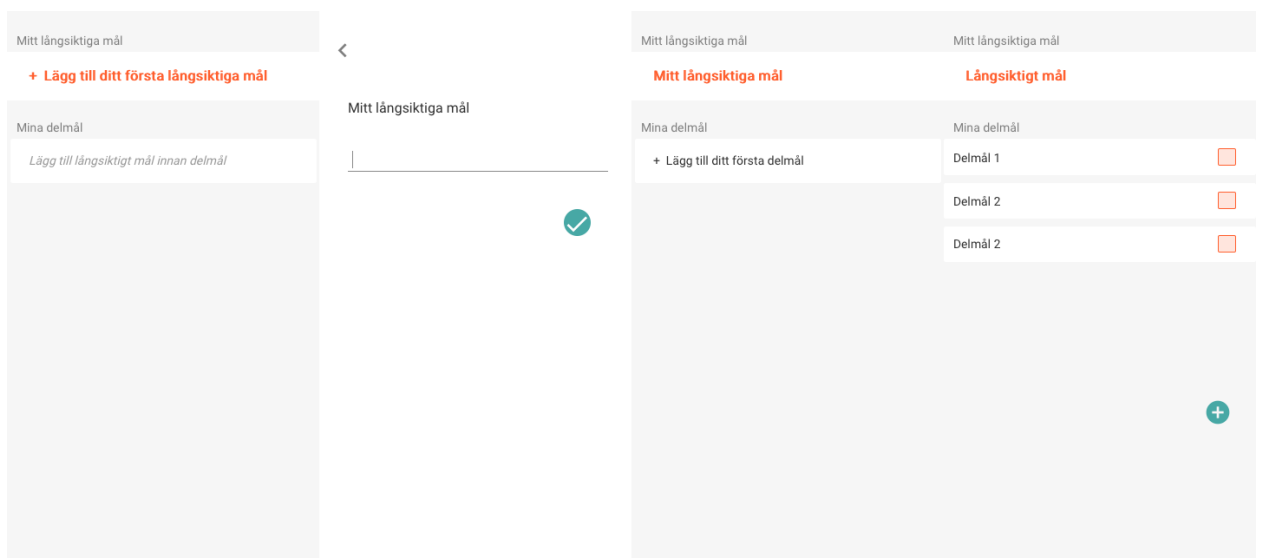 Mitt långsiktiga mål
+ Lägg till ditt första långsiktiga mål
Mina delmål
Lägg till långsiktigt mål innan delmål
Mitt långsiktiga mål
Mitt långsiktiga mål
Mitt långsiktiga mål
Mina delmål
+ Lägg till ditt första delmål
Mitt långsiktiga mål
Långsiktigt mål
Mina delmål
Delmål 1
Delmål 2
Delmål 2